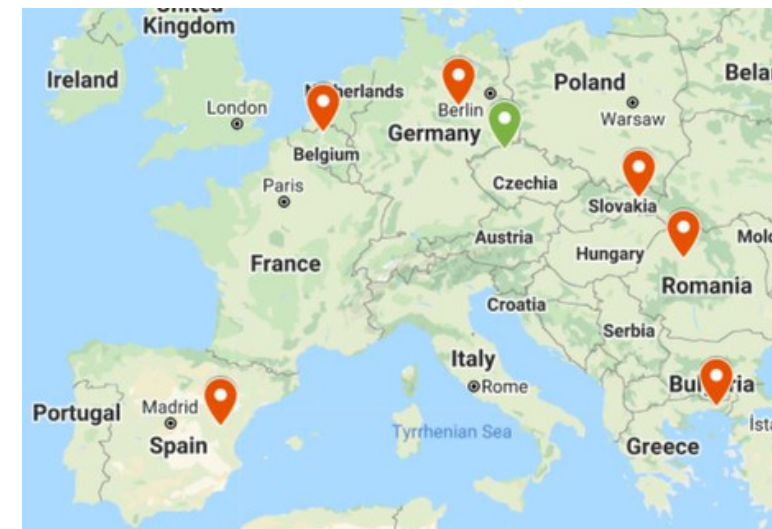 Kingdom
Ireland
London
Belgium
Paris
Berlin
Germany
Poland
Warsaw
Czechia
Slovakia
Austria
Hungary
France
Romania
Croatia
Serbia
Italy
Rome
Portugal
Madrid
Spain
Tyrrhenian Sea
Greece